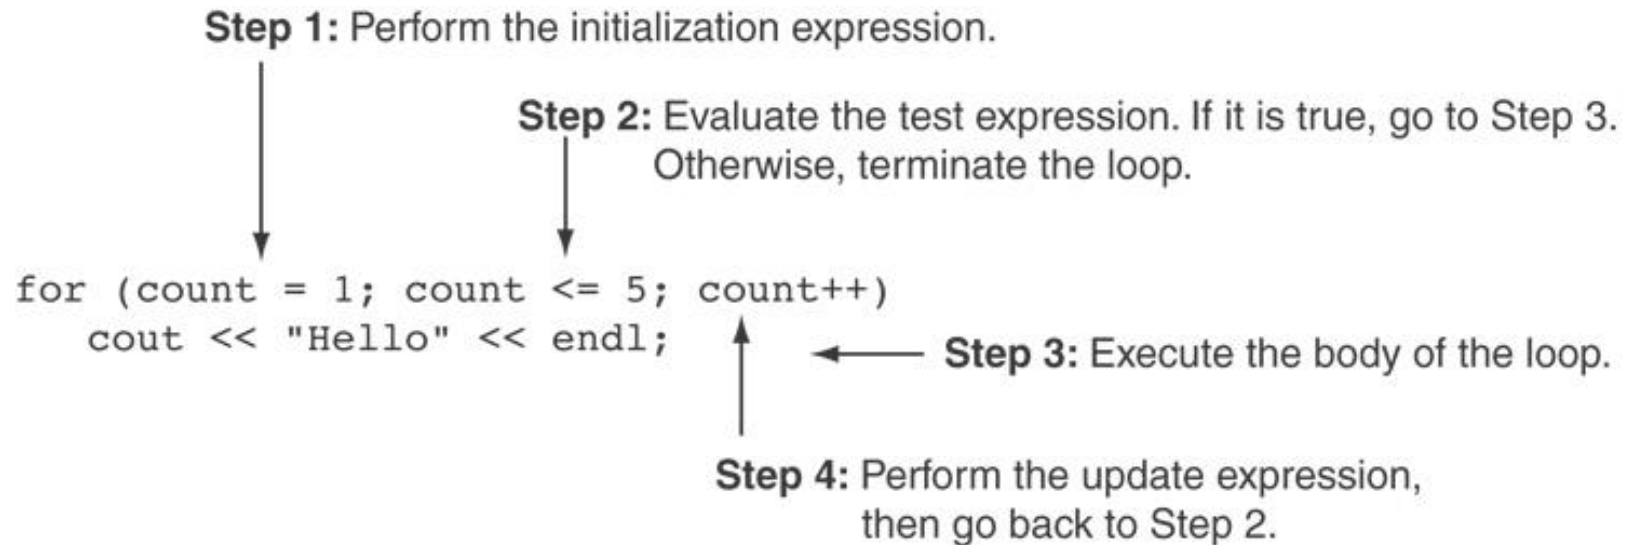 Step 1: Perform the initialization expression.
Step 2: Evaluate the test expression. If it is true, go to Step 3.
Otherwise, terminate the loop.
for (count = 1; count <= 5; count++)
cout << "Hello" << endl;
Step 3: Execute the body of the loop.
Step 4: Perform the update expression,
then go back to Step 2.